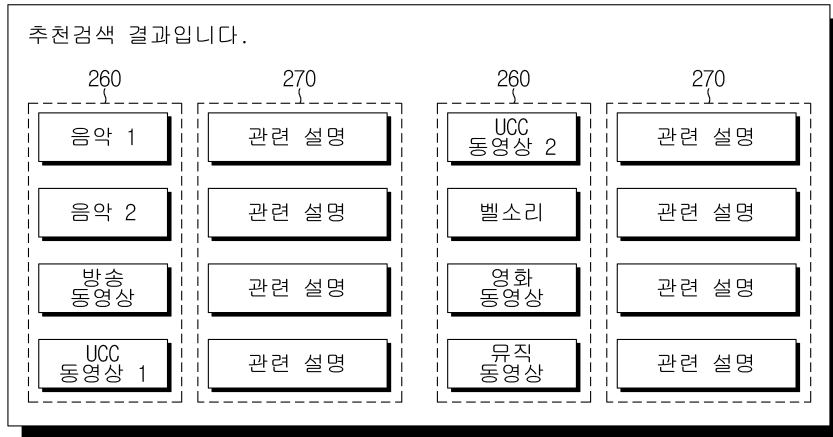 추천검색 결과입니다.
260
270
260
270
음악 1
관련 설명
UCC
동영상 2
관련 설명
음악 2
관련 설명
벨소리
관련 설명
방송
동영상
관련 설명
영화
동영상
관련 설명
UCC
동영상 1
관련 설명
뮤직
동영상
관련 설명